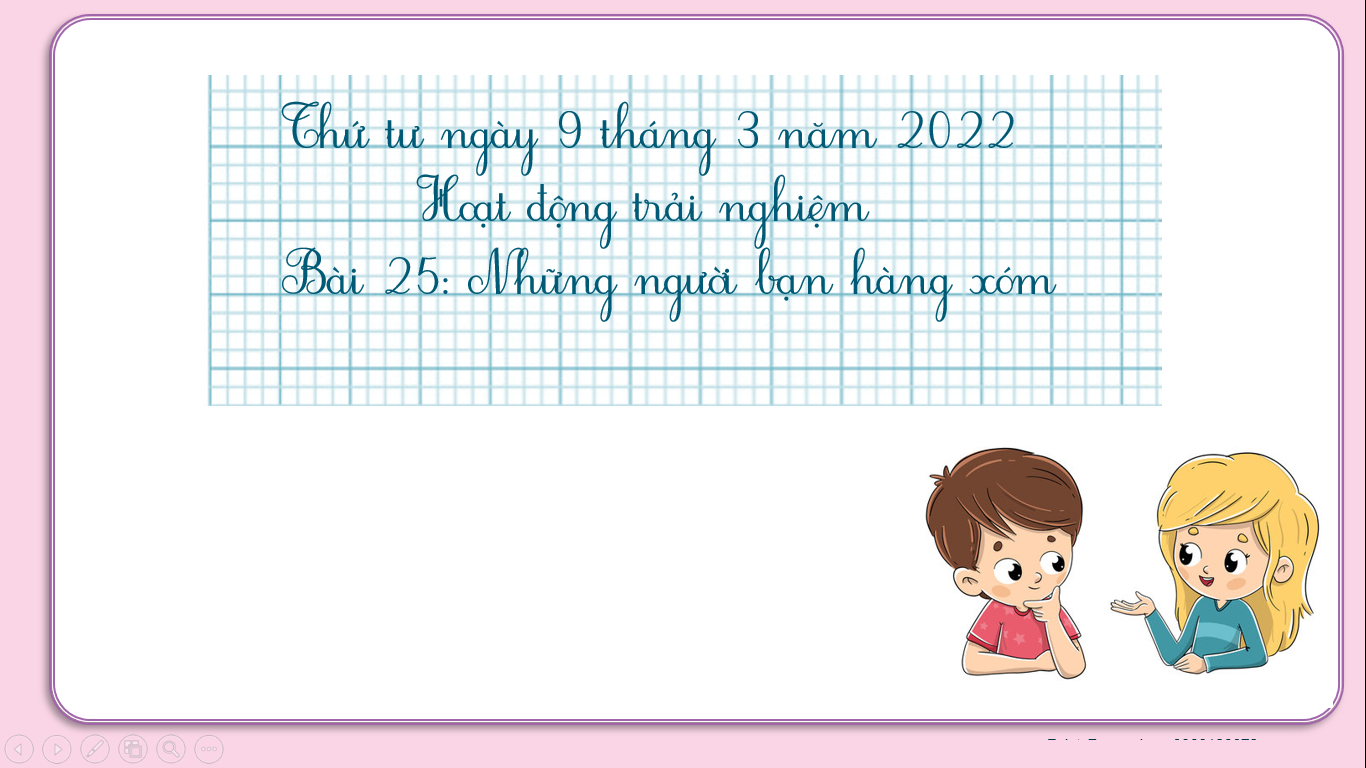 Thứ tư ngày 9 tháng 3 năm 2022
Hoạt động trải nghiệm
Bài 25: Những người bạn hàng xóm